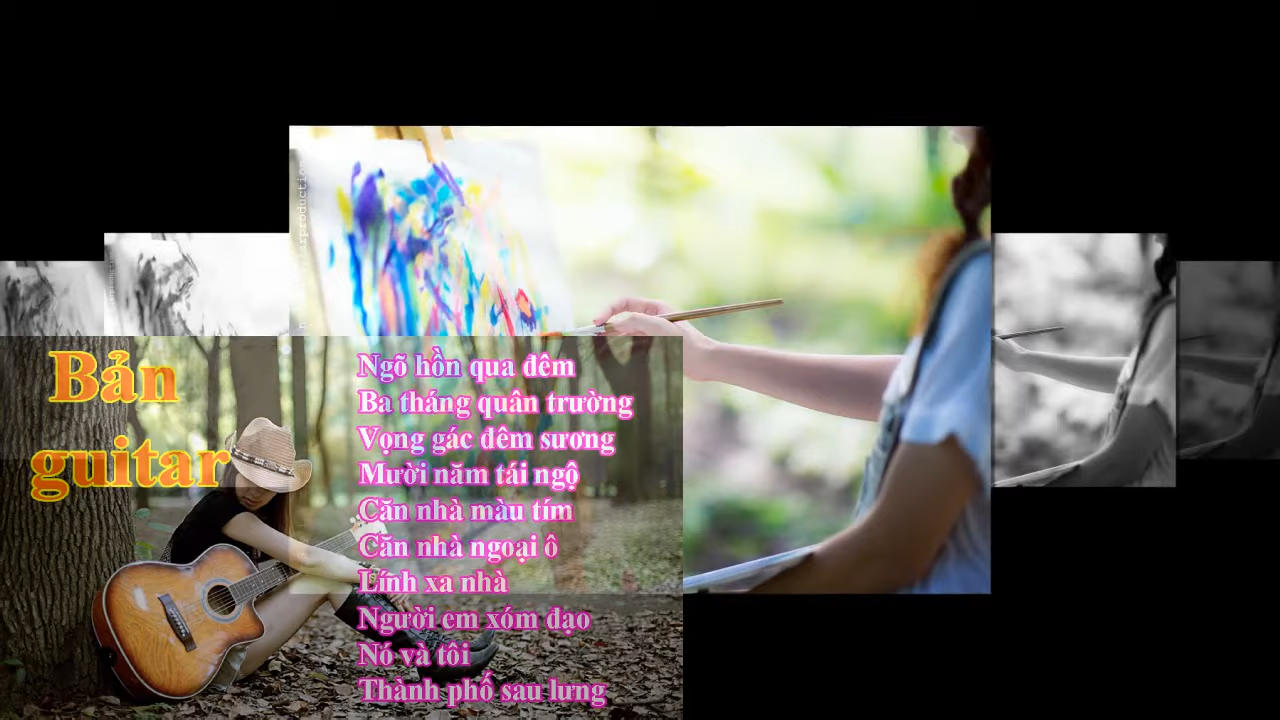 Bản
guitar
Ngõ hồn qua đêm
Ba tháng quân trường
Vọng gác đêm sương
Mười năm tái ngộ
Căn nhà màu tím
Căn nhà ngoại ô
Lính xa nhà
Người em xóm đạo
Nó và tôi
Thành phố sau lưng